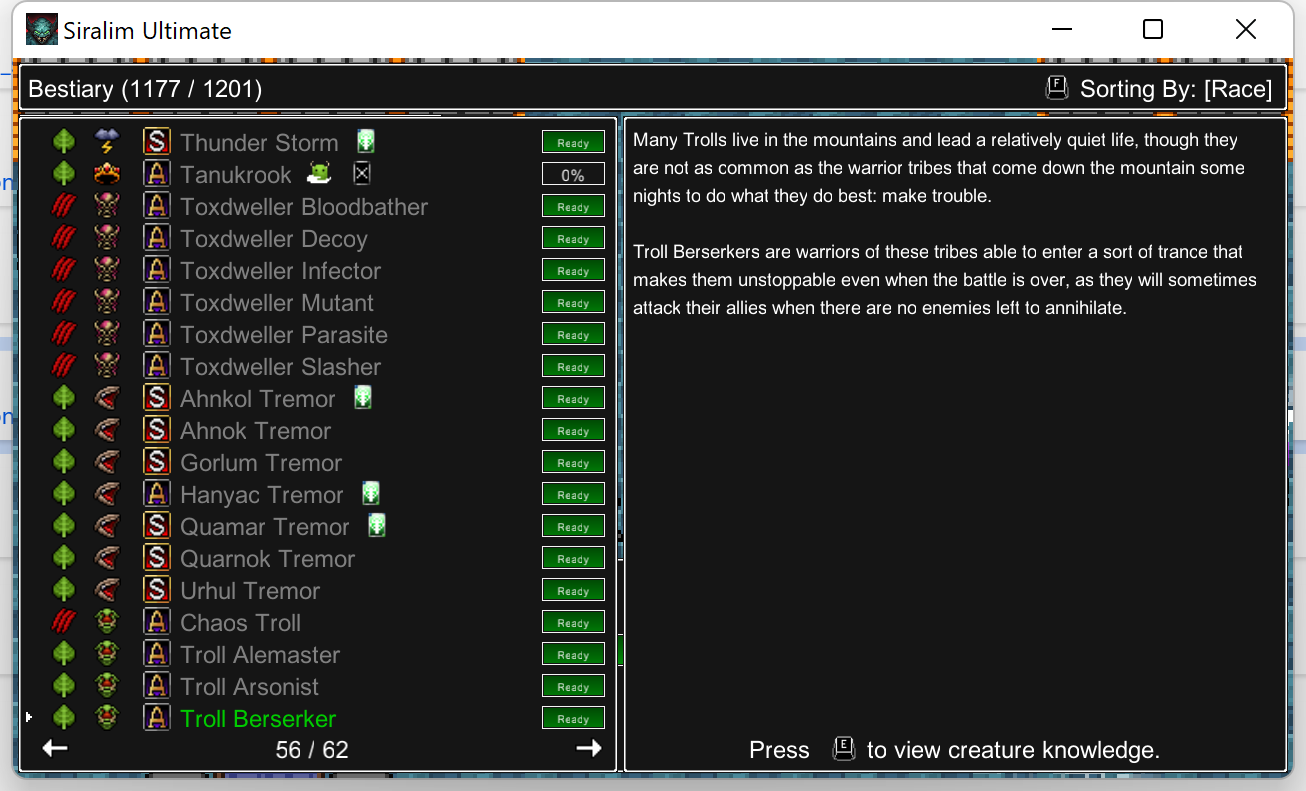 Siralim Ultimate
Bestiary (1177 / 1201)
F Sorting By: [Race]
S Thunder Storm Ready
A Tanukrook 0%
A Toxdweller Bloodbather Ready
A Toxdweller Decoy Ready
A Toxdweller Infector Ready
A Toxdweller Mutant Ready
A Toxdweller Parasite Ready
A Toxdweller Slasher Ready
S Ahnkol Tremor Ready
S Ahnok Tremor Ready
S Gorlum Tremor Ready
A Hanyac Tremor Ready
S Quamar Tremor Ready
S Quarnok Tremor Ready
S Urhul Tremor Ready
A Chaos Troll Ready
A Troll Alemaster Ready
A Troll Arsonist Ready
A Troll Berserker Ready
56 / 62
Many Trolls live in the mountains and lead a relatively quiet life, though they
are not as common as the warrior tribes that come down the mountain some
nights to do what they do best: make trouble.
Troll Berserkers are warriors of these tribes able to enter a sort of trance that
makes them unstoppable even when the battle is over, as they will sometimes
attack their allies when there are no enemies left to annihilate.
Press E to view creature knowledge.